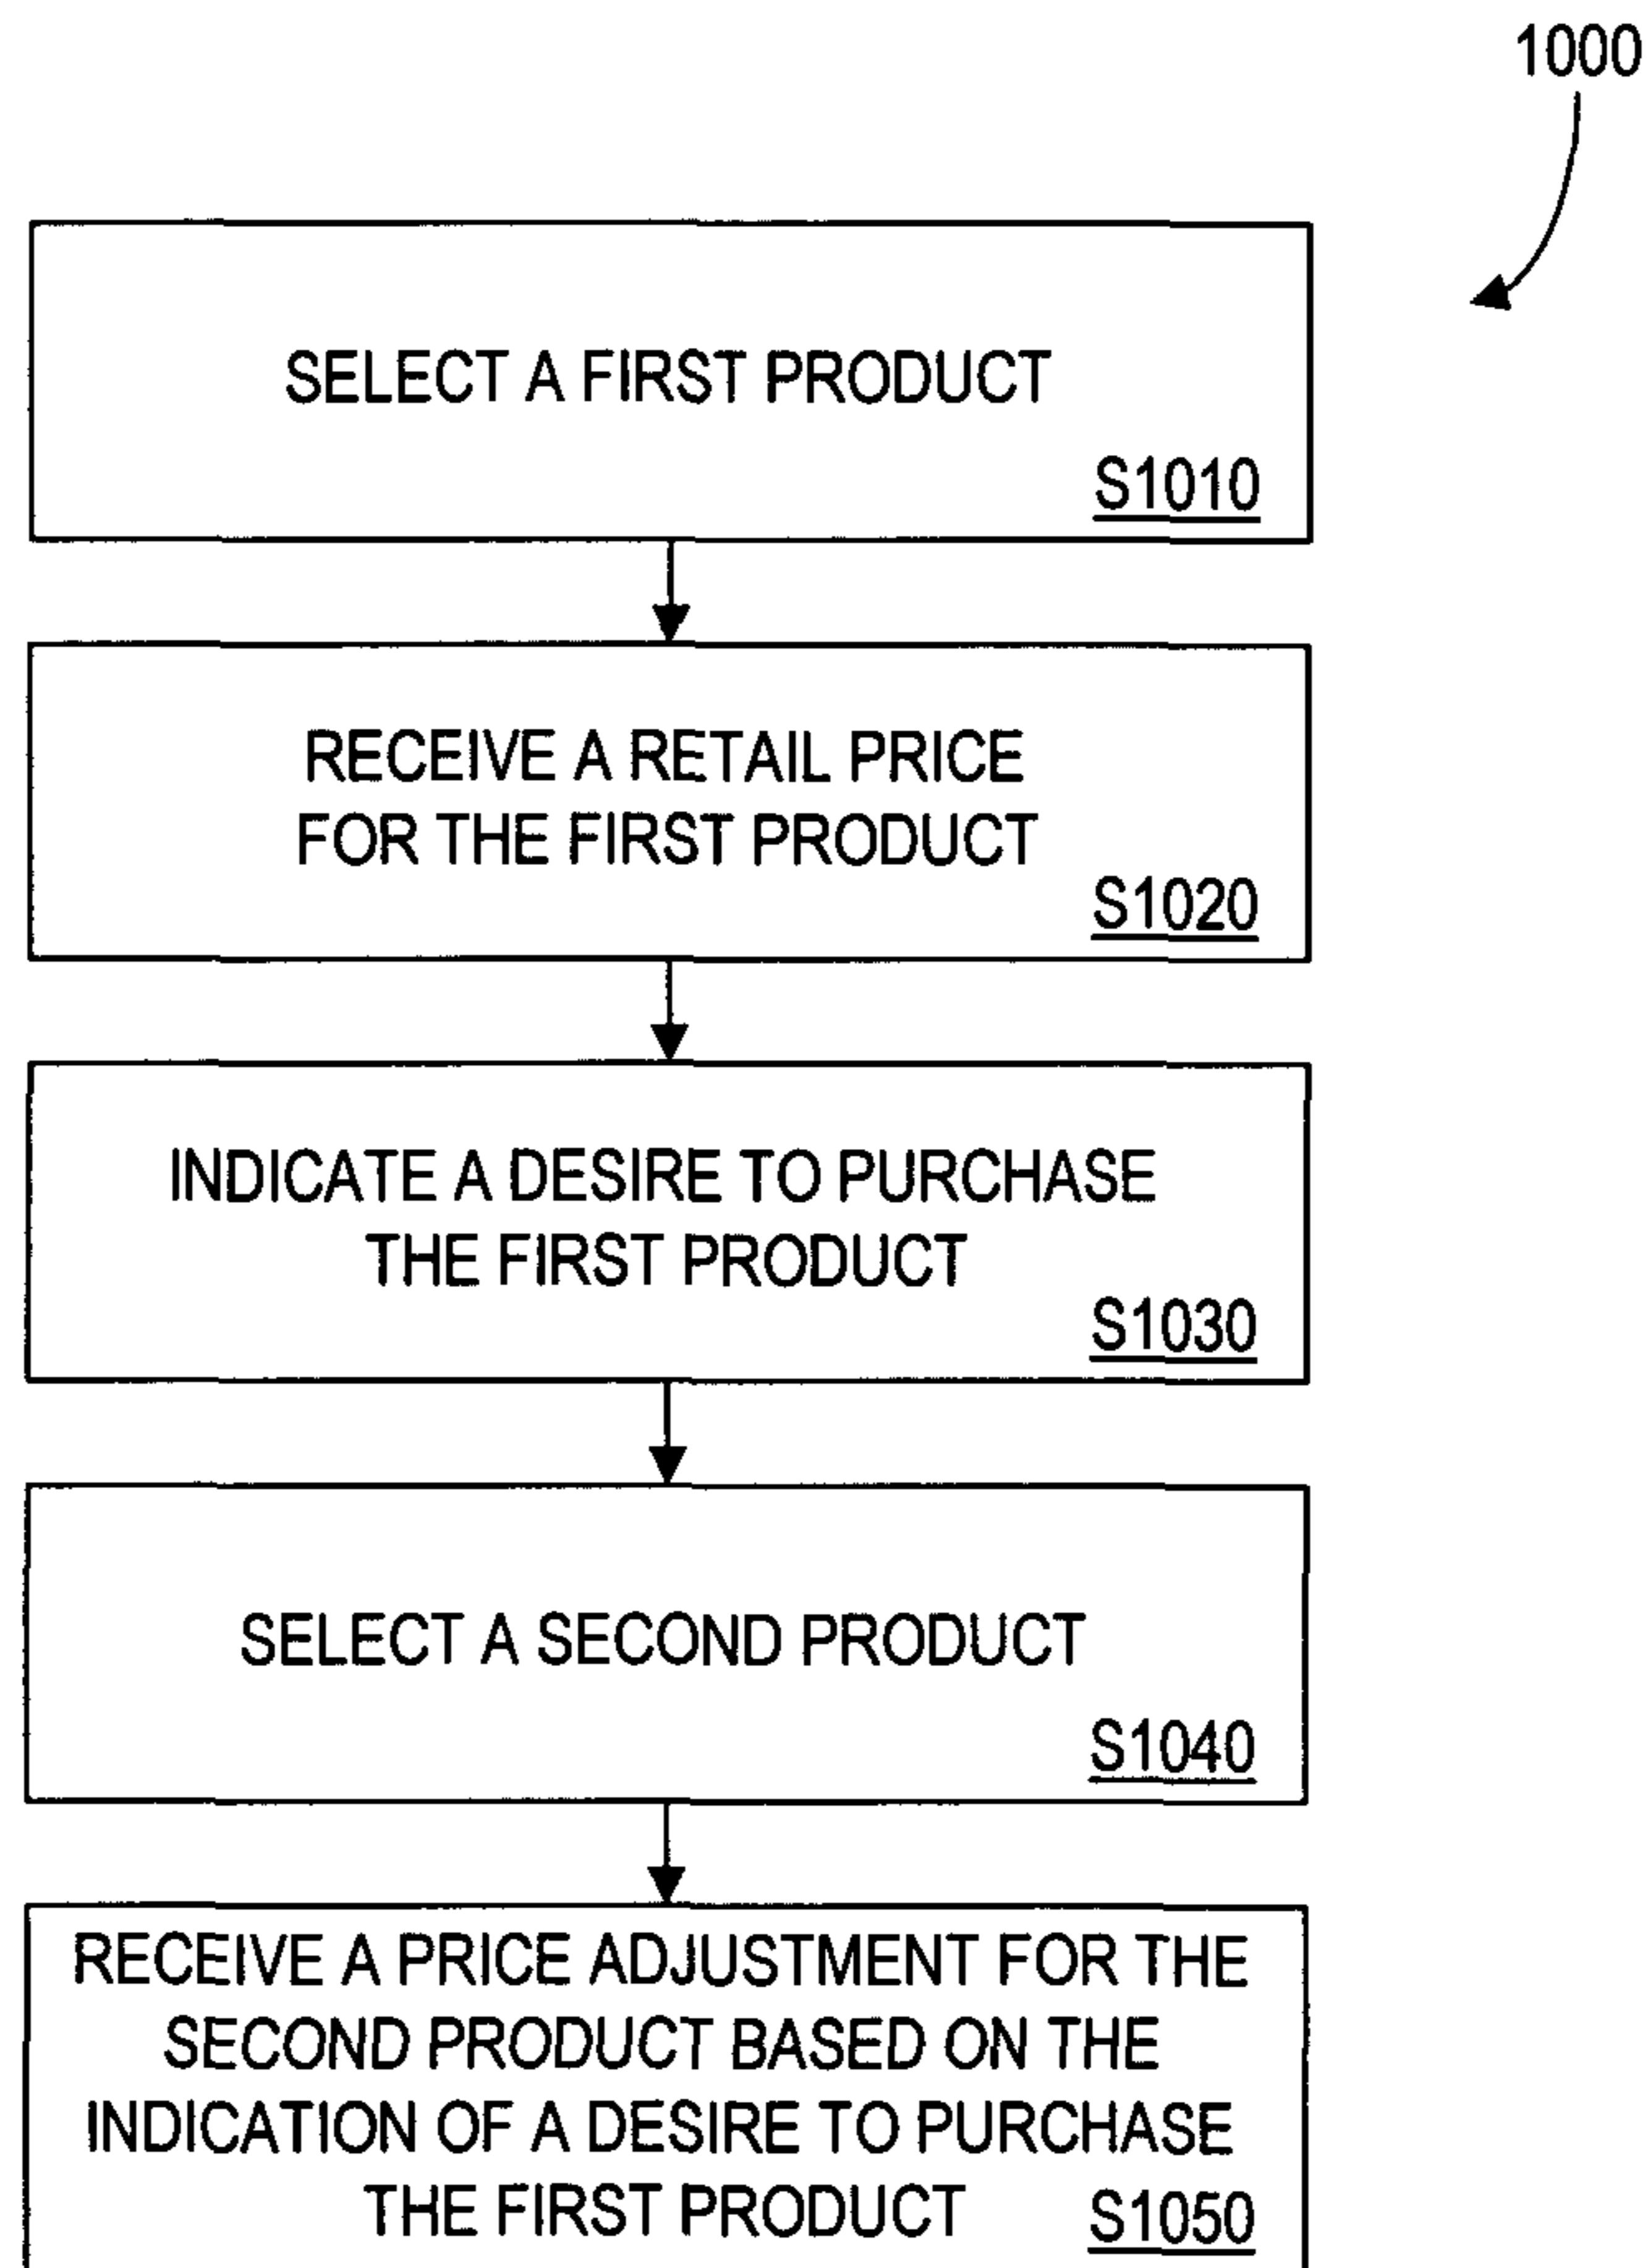 1000
SELECT A FIRST PRODUCT
S1010
RECEIVE A RETAIL PRICE
FOR THE FIRST PRODUCT
S1020
INDICATE A DESIRE TO PURCHASE
THE FIRST PRODUCT
S1030
SELECT A SECOND PRODUCT
S1040
RECEIVE A PRICE ADJUSTMENT FOR THE
SECOND PRODUCT BASED ON THE
INDICATION OF A DESIRE TO PURCHASE
THE FIRST PRODUCT S1050